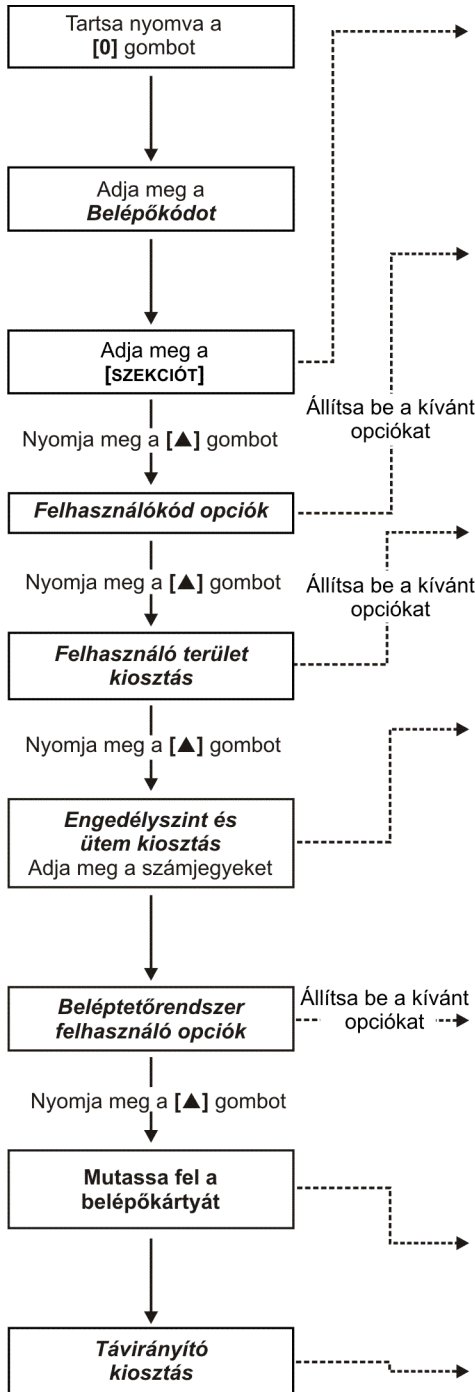 Tartsa nyomva a
[0] gombot
Adja meg a
Belépőkódot
Adja meg a
[SZEKCIÓT]
Állítsa be a kívánt
opciókat
Nyomja meg a [▲] gombot
Felhasználókód opciók
Nyomja meg a [▲] gombot
Állítsa be a kívánt
opciókat
Felhasználó terület
kiosztás
Nyomja meg a [▲] gombot
Engedélyszint és
ütem kiosztás
Adja meg a számjegyeket
Beléptetőrendszer
felhasználó opciók
Állítsa be a kívánt
opciókat
Nyomja meg a [▲] gombot
Mutassa fel a
belépőkártyát
Távirányító
kiosztás